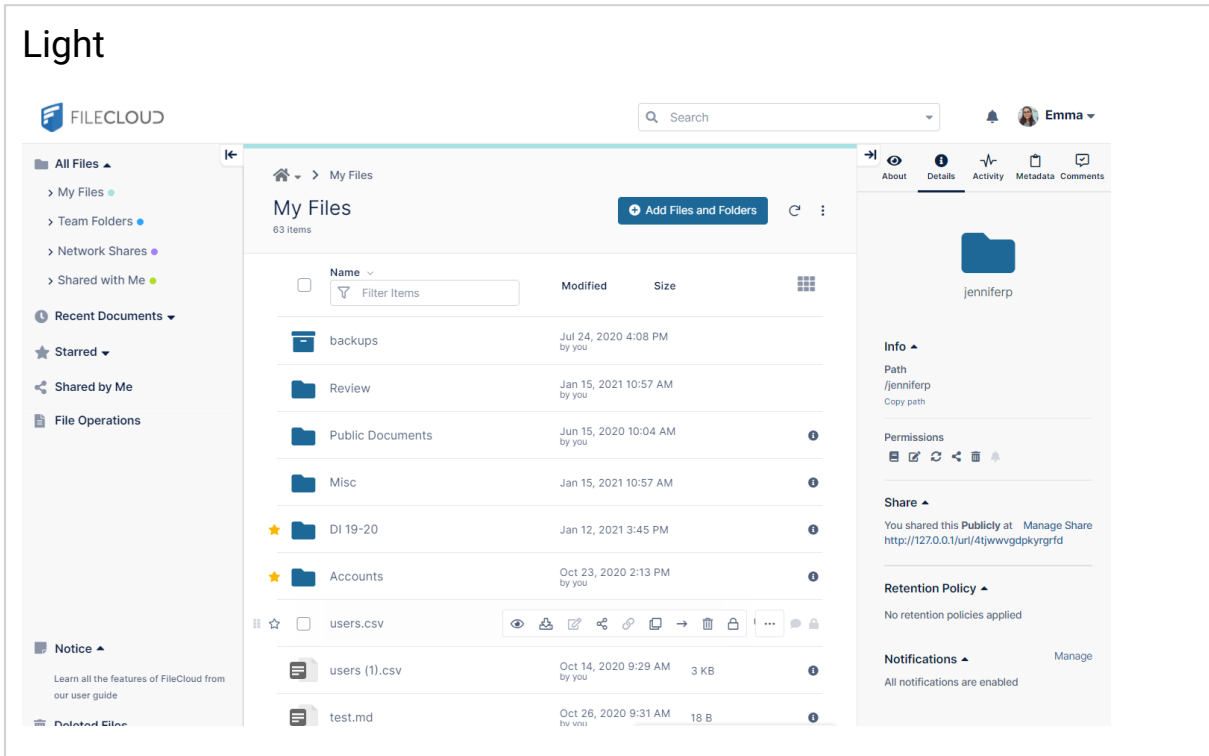 Light
FILECLOUD
Search
Emma
All Files
My Files
Team Folders
Network Shares
Shared with Me
Recent Documents
Starred
Shared by Me
File Operations
Notice
Learn all the features of FileCloud from
our user guide
Deleted Files
My Files
My Files
63 items
Add Files and Folders
Name
Filter Items
Modified Size
backups Jul 24, 2020 4:08 PM
by you
Review Jan 15, 2021 10:57 AM
by you
Public Documents Jun 15, 2020 10:04 AM
by you
Misc Jan 15, 2021 10:57 AM
DI 19-20 Jan 12, 2021 3:45 PM
Accounts Oct 23, 2020 2:13 PM
by you
users.csv
users (1).csv Oct 14, 2020 9:29 AM 3 KB
by you
test.md Oct 26, 2020 9:31 AM 18 B
by you
About Details Activity Metadata Comments
jenniferp
Info
Path
/jenniferp
Copy path
Permissions
Share
You shared this Publicly at Manage Share
http://127.0.0.1/url/4tjwwvgdpkyrgrfd
Retention Policy
No retention policies applied
Notifications Manage
All notifications are enabled